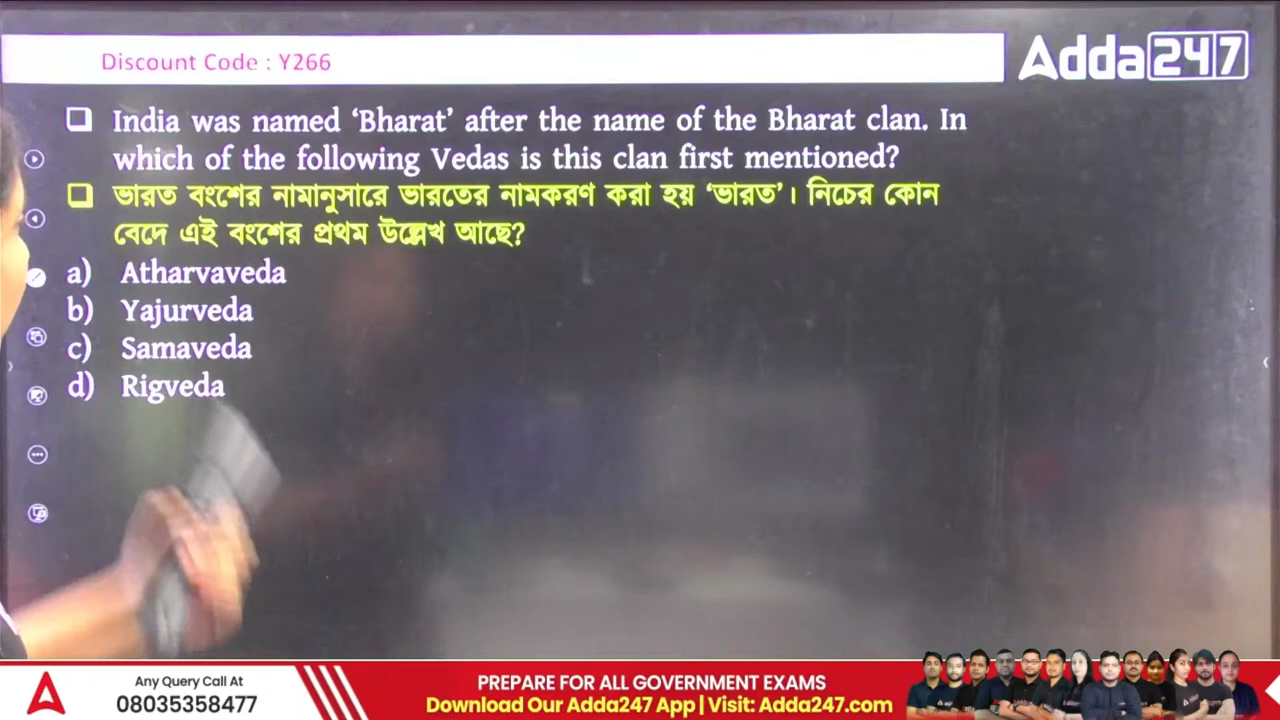 Discount Code : Y266
Adda247
India was named ‘Bharat’ after the name of the Bharat clan. In
which of the following Vedas is this clan first mentioned?
ভারত বংশের নামানুসারে ভারতের নামকরণ করা হয় ‘ভারত’। নিচের কোন
বেদে এই বংশের প্রথম উল্লেখ আছে?
a) Atharvaveda
b) Yajurveda
c) Samaveda
d) Rigveda
Any Query Call At
08035358477
PREPARE FOR ALL GOVERNMENT EXAMS
Download Our Adda247 App | Visit: Adda247.com